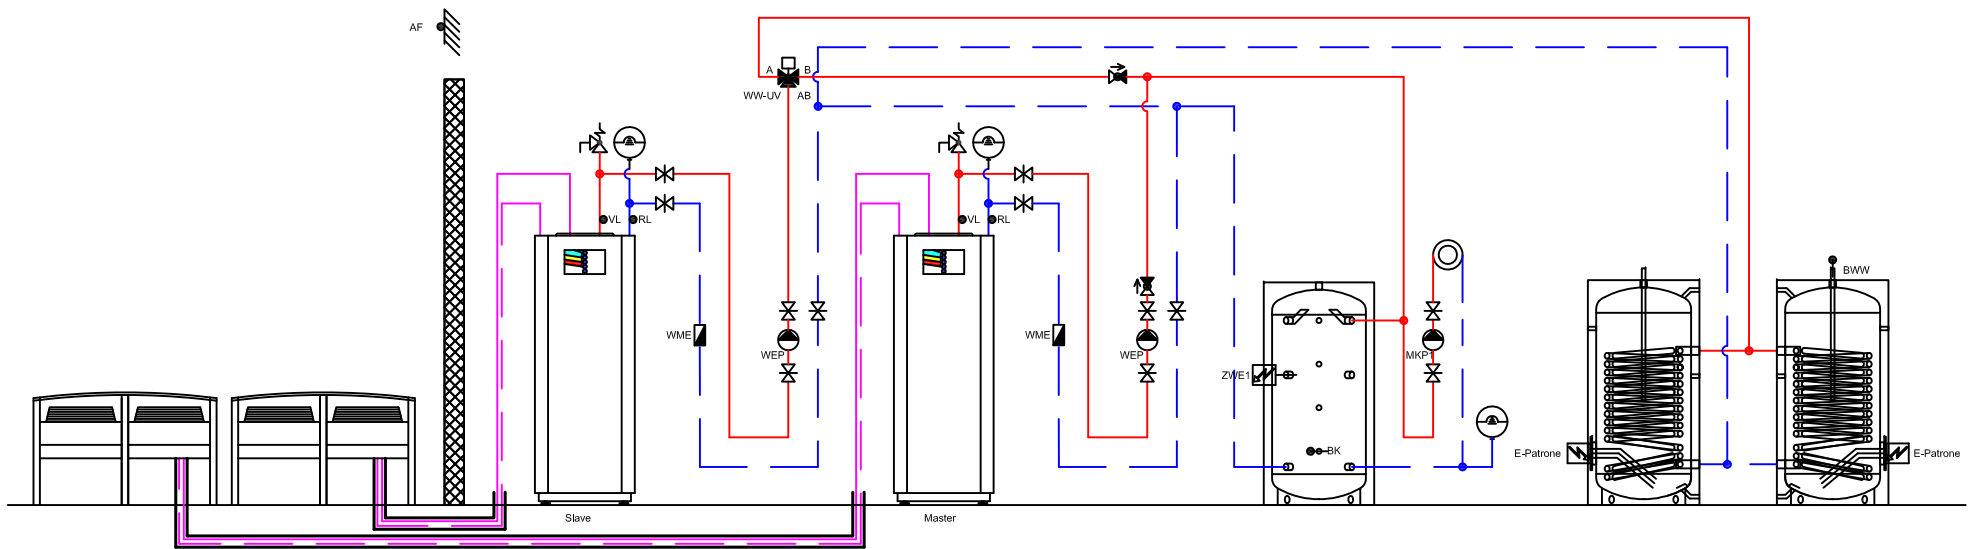 AF
A
B
WW-UV
AB
VL
RL
VL
RL
BWW
WME
WEP
WME
WEP
MKP1
ZWE1
BK
E-Patrone
E-Patrone
Slave
Master